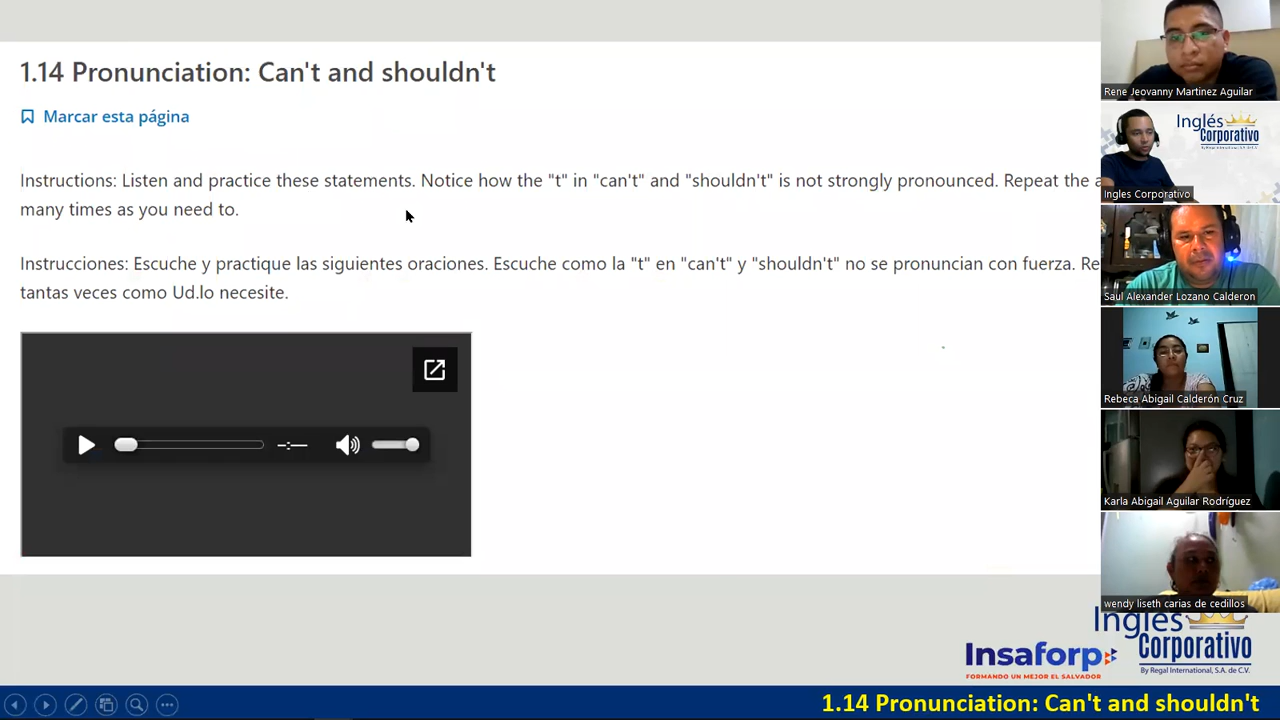 1.14 Pronunciation: Can't and shouldn't
Marcar esta página
Instructions: Listen and practice these statements. Notice how the "t" in "can't" and "shouldn't" is not strongly pronounced. Repeat the
many times as you need to.
Instrucciones: Escuche y practique las siguientes oraciones. Escuche como la "t" en "can't" y "shouldn't" no se pronuncian con fuerza. Re
tantas veces como Ud.lo necesite.
Rene Jeovanny Martinez Aguilar
Inglés
Corporativo
By Regal International, S.A. de C.V.
Ingles Corporativo
Saul Alexander Lozano Calderon
Rebeca Abigail Calderón Cruz
Karla Abigail Aguilar Rodríguez
wendy liseth carias de cedillos
Inglés
Corporativo
By Regal International, S.A. de C.V.
Insaforp
FORMANDO UN MEJOR EL SALVADOR
1.14 Pronunciation: Can't and shouldn't